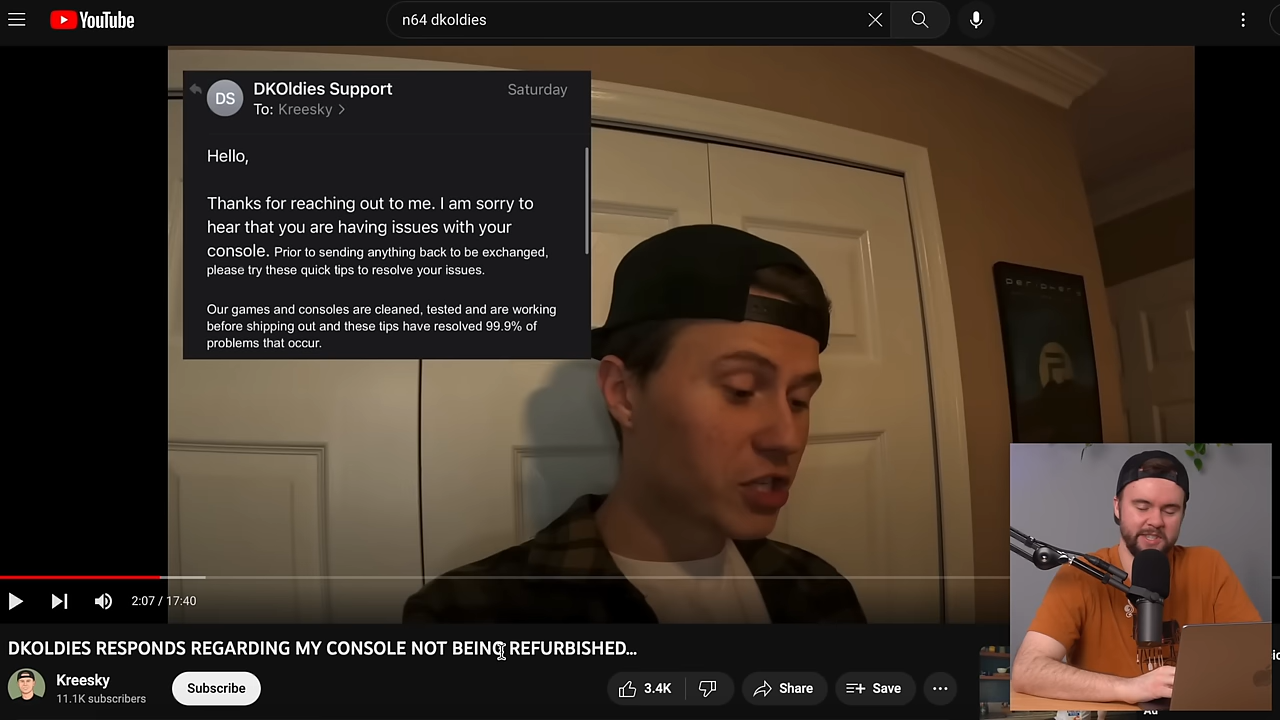 YouTube
n64 dkoldies
DS
DKOldies Support
Saturday
To: Kreesky >
Hello,
Thanks for reaching out to me. I am sorry to
hear that you are having issues with your
console. Prior to sending anything back to be exchanged,
please try these quick tips to resolve your issues.
Our games and consoles are cleaned, tested and are working
before shipping out and these tips have resolved 99.9% of
problems that occur.
2:07 / 17:40
DKOLDIES RESPONDS REGARDING MY CONSOLE NOT BEING REFURBISHED...
Kreesky
11.1K subscribers
Subscribe
3.4K
Share
Save